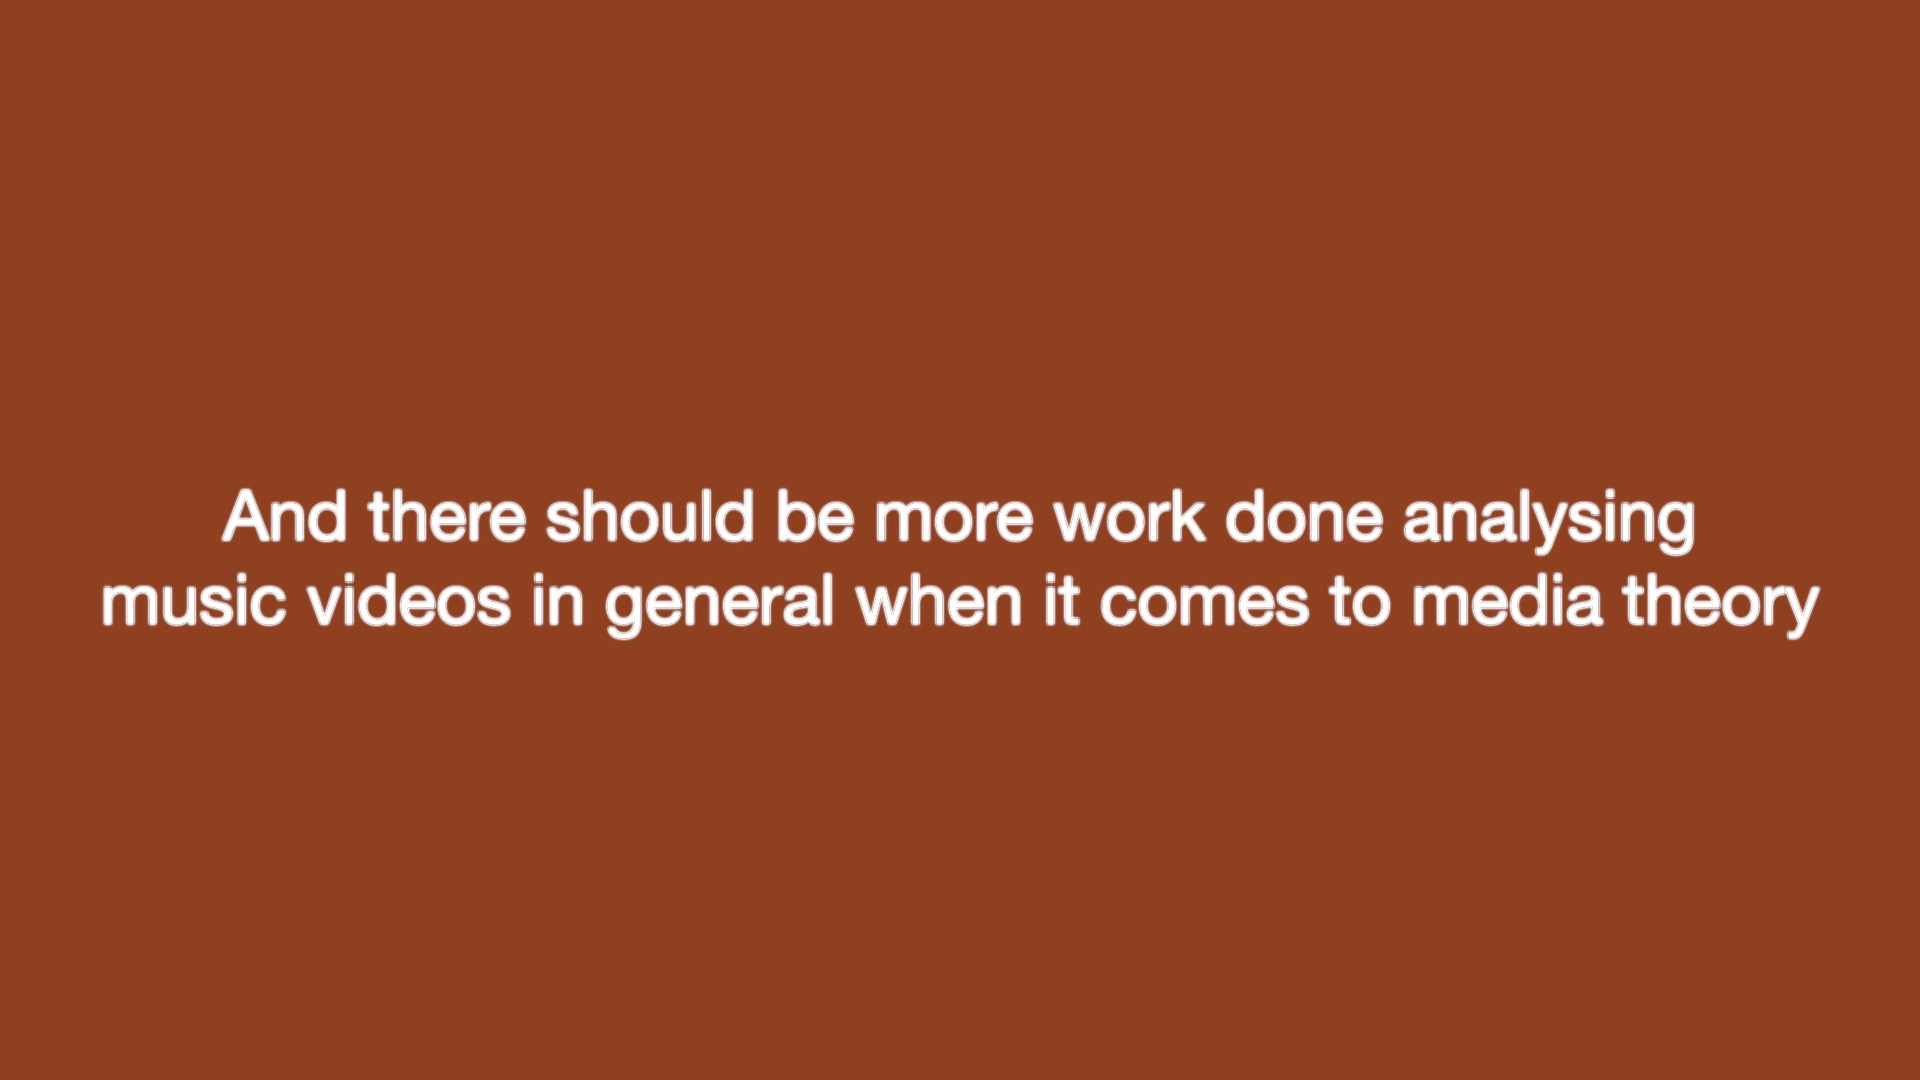 And there should be more work done analysing
music videos in general when it comes to media theory